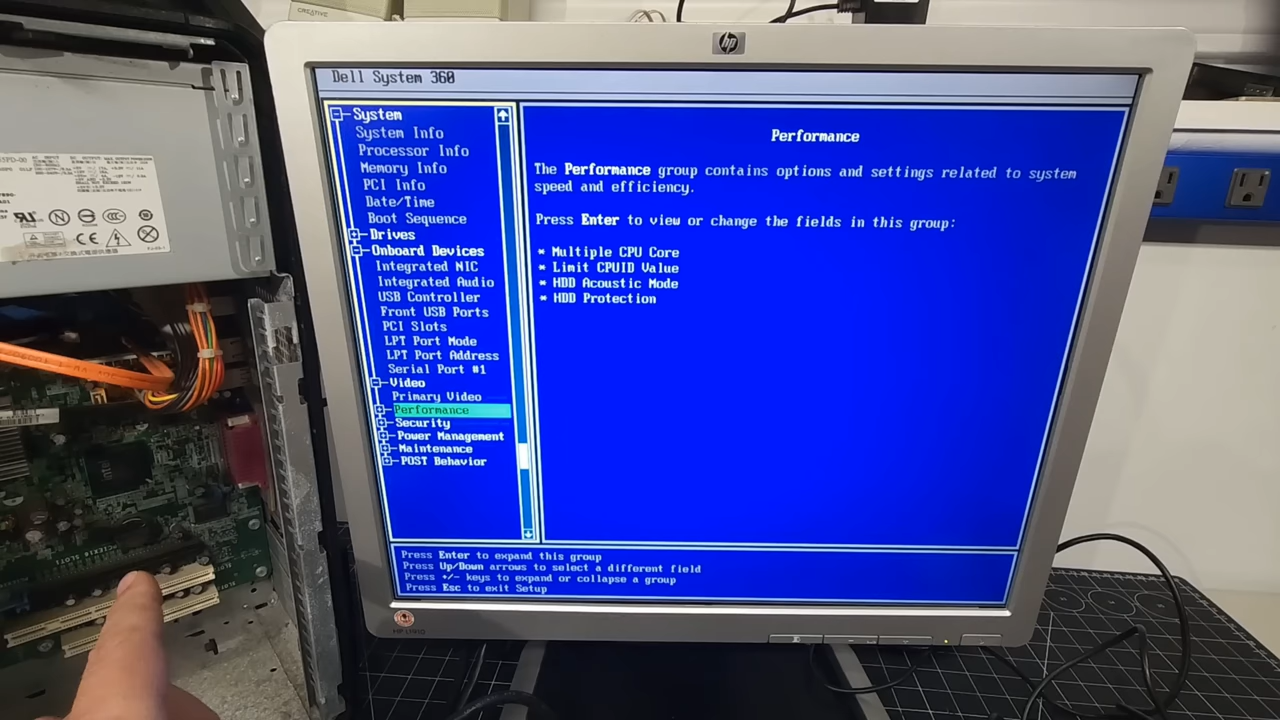 CREATIVE
hp
Dell System 360
System
System Info
Processor Info
Memory Info
PCI Info
Date/Time
Boot Sequence
Drives
Onboard Devices
Integrated NIC
Integrated Audio
USB Controller
Front USB Ports
PCI Slots
LPT Port Mode
LPT Port Address
Serial Port #1
Video
Primary Video
Performance
Security
Power Management
Maintenance
POST Behavior
Performance
The Performance group contains options and settings related to system
speed and efficiency.
Press Enter to view or change the fields in this group:
* Multiple CPU Core
* Limit CPUID Value
* HDD Acoustic Mode
* HDD Protection
Press Enter to expand this group
Press Up/Down arrows to select a different field
Press +/- keys to expand or collapse a group
Press Esc to exit Setup
SLOT1